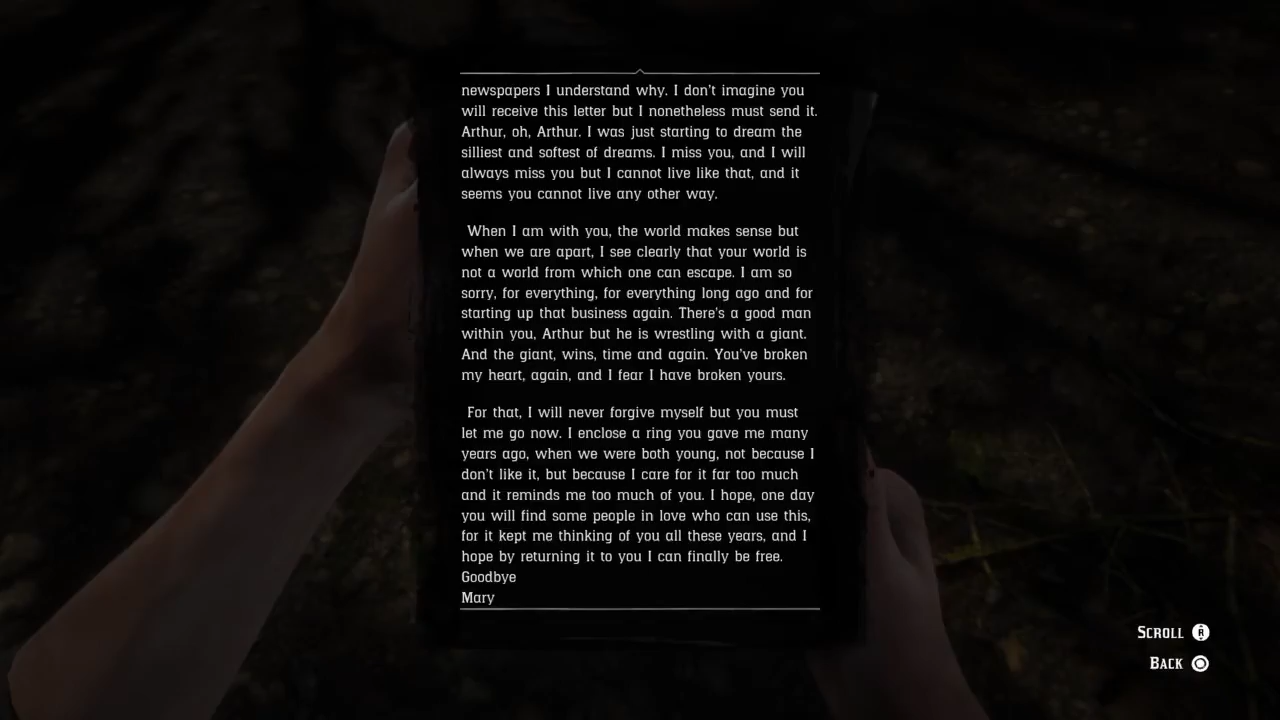 newspapers I understand why. I don't imagine you
will receive this letter but I nonetheless must send it.
Arthur, oh, Arthur. I was just starting to dream the
silliest and softest of dreams. I miss you, and I will
always miss you but I cannot live like that, and it
seems you cannot live any other way.
When I am with you, the world makes sense but
when we are apart, I see clearly that your world is
not a world from which one can escape. I am so
sorry, for everything, for everything long ago and for
starting up that business again. There's a good man
within you, Arthur but he is wrestling with a giant.
And the giant, wins, time and again. You've broken
my heart, again, and I fear I have broken yours.
For that, I will never forgive myself but you must
let me go now. I enclose a ring you gave me many
years ago, when we were both young, not because I
don't like it, but because I care for it far too much
and it reminds me too much of you. I hope, one day
you will find some people in love who can use this,
for it kept me thinking of you all these years, and I
hope by returning it to you I can finally be free.
Goodbye
Mary
SCROLL R
BACK